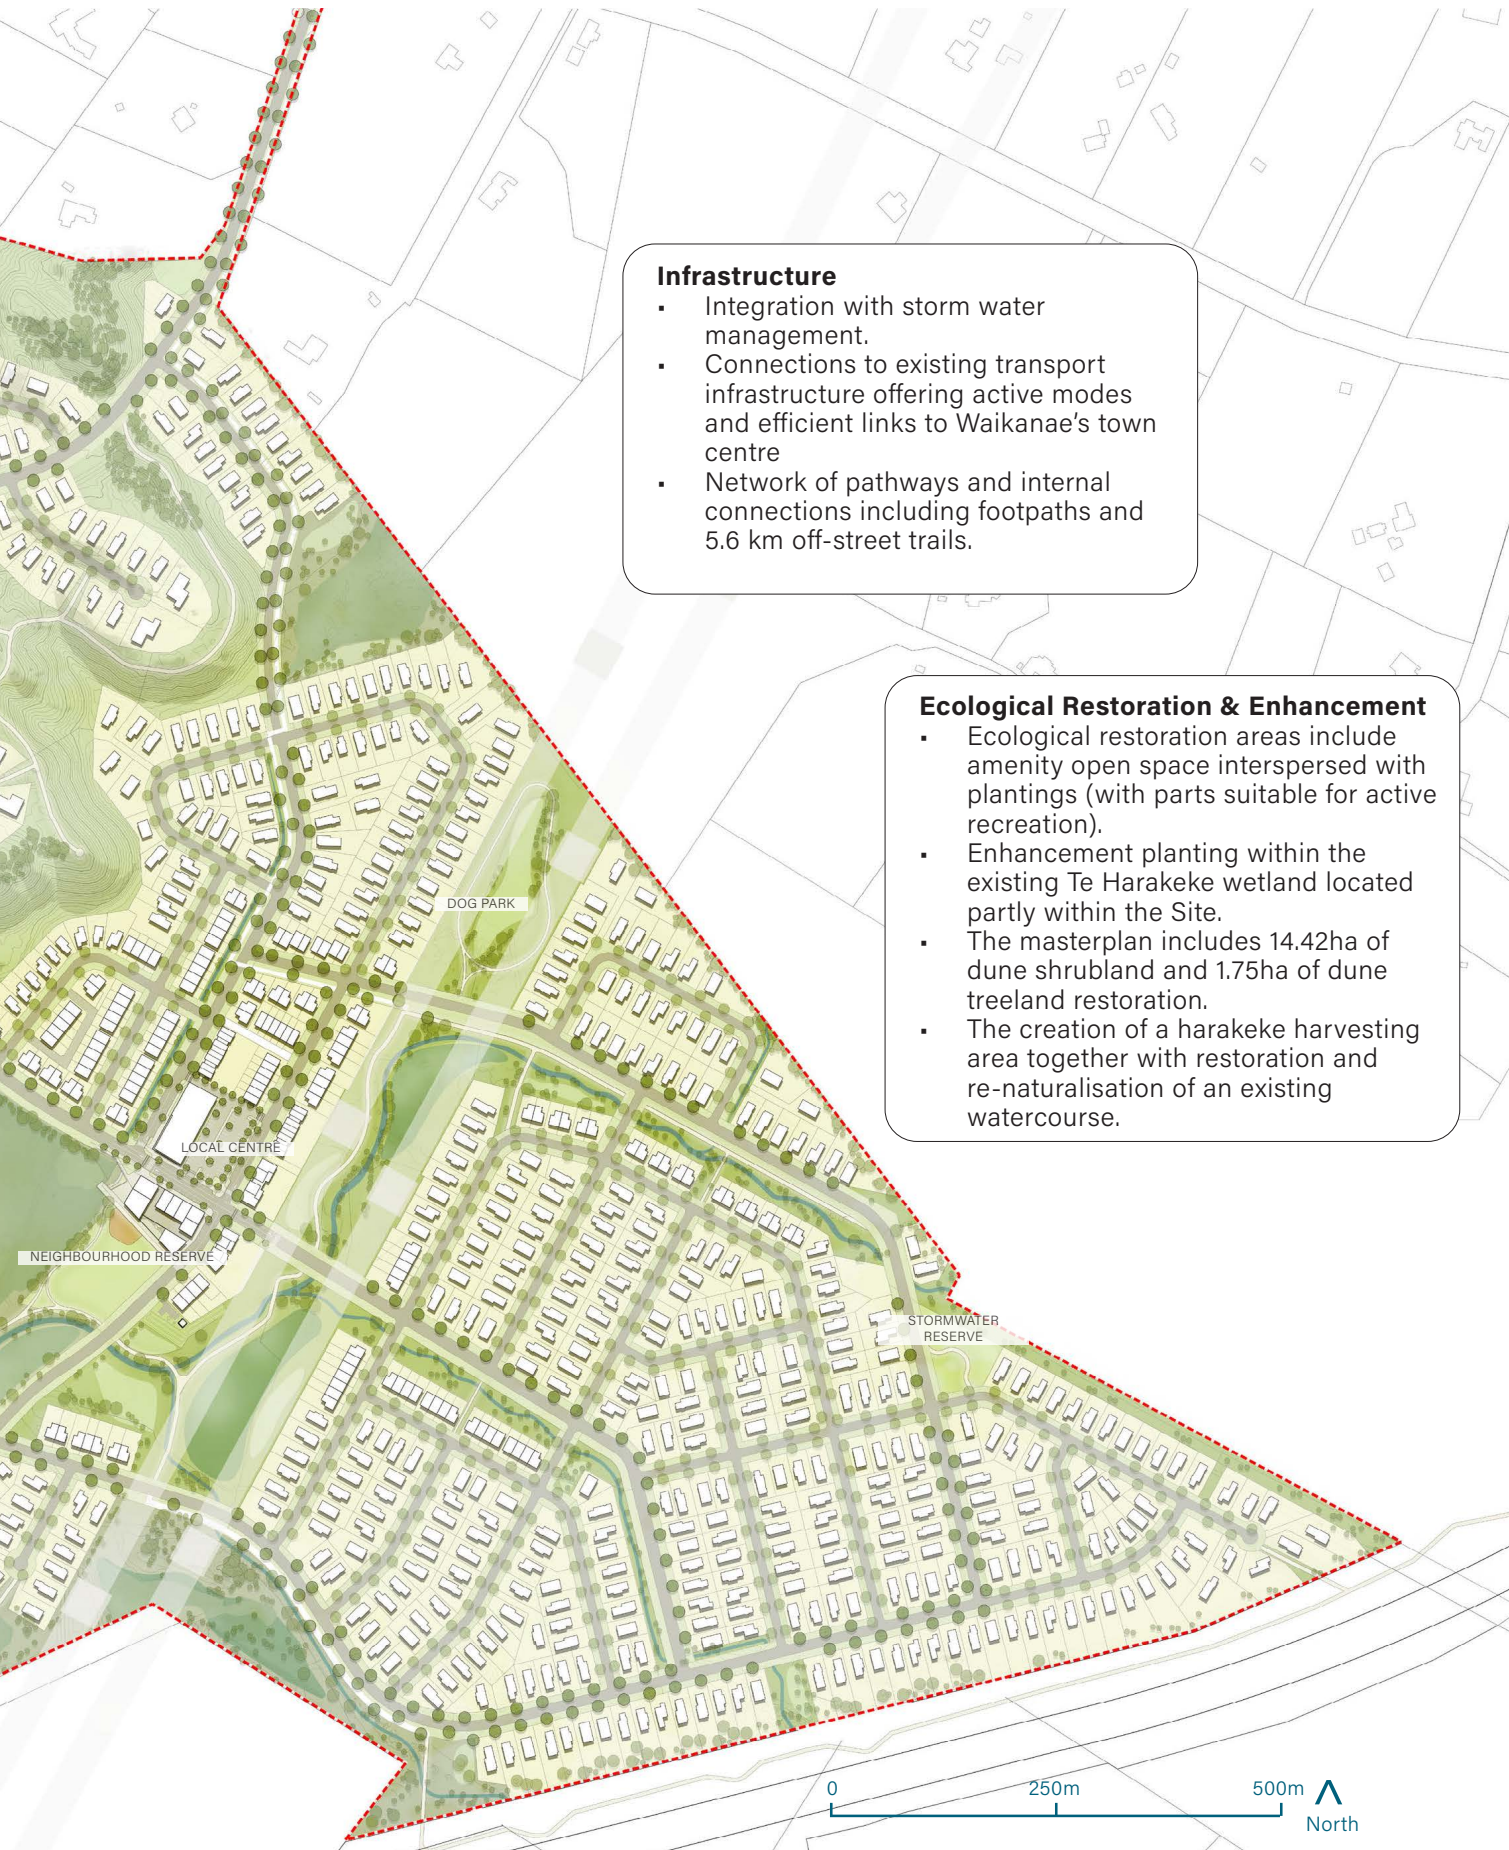 Infrastructure
▪ Integration with storm water
management.
▪ Connections to existing transport
infrastructure offering active modes
and efficient links to Waikanae’s town
centre
▪ Network of pathways and internal
connections including footpaths and
5.6 km off-street trails.
Ecological Restoration & Enhancement
▪ Ecological restoration areas include
amenity open space interspersed with
plantings (with parts suitable for active
recreation).
▪ Enhancement planting within the
existing Te Harakeke wetland located
partly within the Site.
▪ The masterplan includes 14.42ha of
dune shrubland and 1.75ha of dune
treeland restoration.
▪ The creation of a harakeke harvesting
area together with restoration and
re-naturalisation of an existing
watercourse.
DOG PARK
LOCAL CENTRE
NEIGHBOURHOOD RESERVE
STORMWATER
RESERVE
0 250m 500m
North